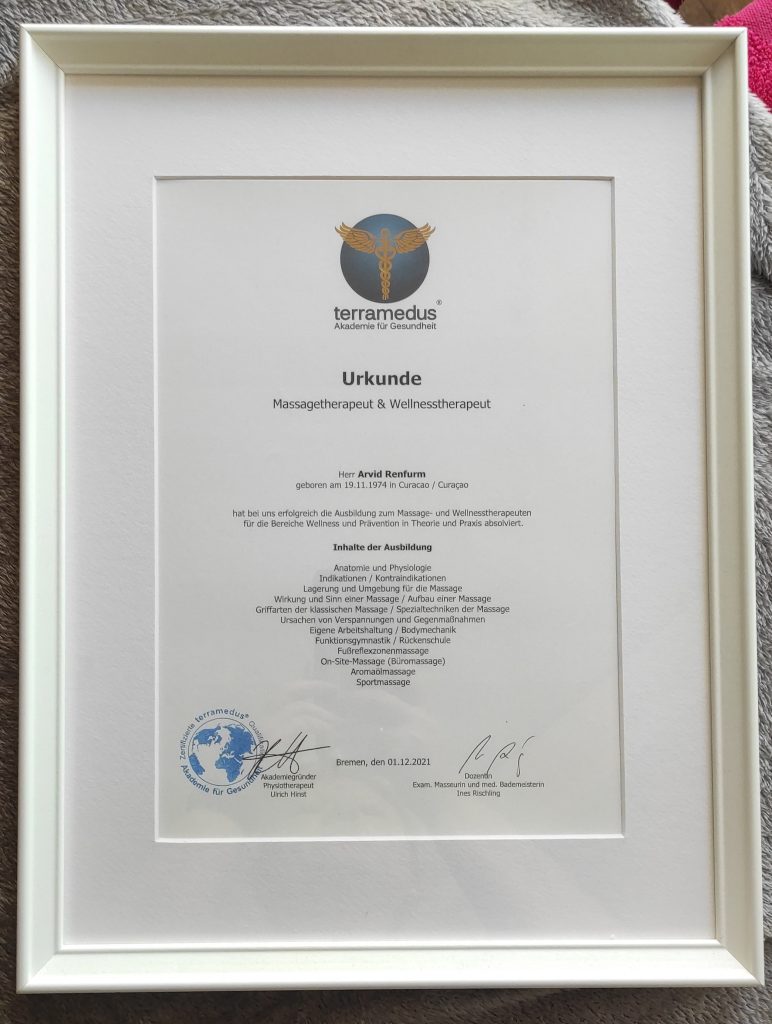 terramedus®
Akademie für Gesundheit
Urkunde
Massagetherapeut & Wellnesstherapeut
Herr Arvid Renfurm
geboren am 19.11.1974 in Curacao / Curaçao
hat bei uns erfolgreich die Ausbildung zum Massage- und Wellnesstherapeuten
für die Bereiche Wellness und Prävention in Theorie und Praxis absolviert.
Inhalte der Ausbildung
Anatomie und Physiologie
Indikationen / Kontraindikationen
Lagerung und Umgebung für die Massage
Wirkung und Sinn einer Massage / Aufbau einer Massage
Griffarten der klassischen Massage / Spezialtechniken der Massage
Ursachen von Verspannungen und Gegenmaßnahmen
Eigene Arbeitshaltung / Bodymechanik
Funktionsgymnastik / Rückenschule
Fußreflexzonenmassage
On-Site-Massage (Büromassage)
Aromaölmassage
Sportmassage
Zertifizierte terramedus®
Akademie für
Bremen, den 01.12.2021
Akademiegründer
Physiotherapeut
Ulrich Hinst
Dozentin
Exam. Masseurin und med. Bademeisterin
Ines Rischling